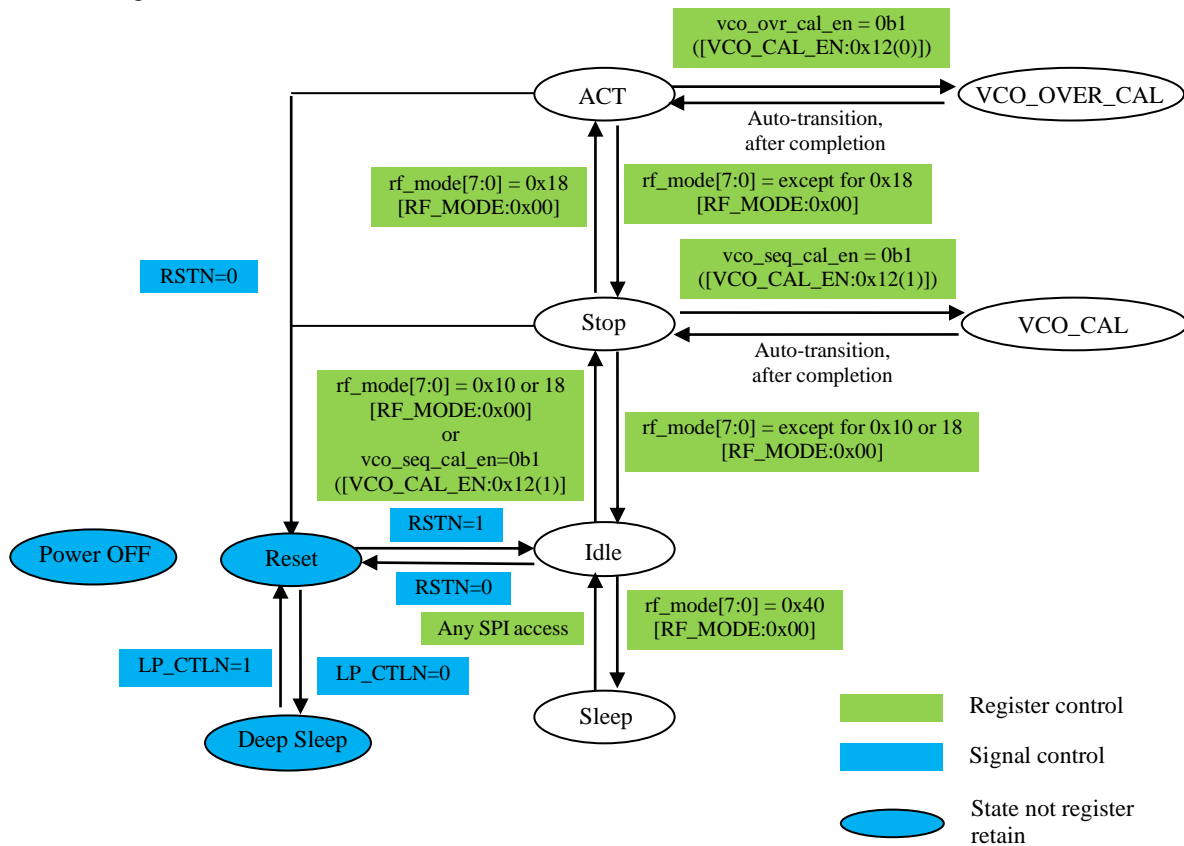 vco_ovr_cal_en = 0b1
([VCO_CAL_EN:0x12(0)])
ACT
VCO_OVER_CAL
Auto-transition,
after completion
rf_mode[7:0] = 0x18
[RF_MODE:0x00]
rf_mode[7:0] = except for 0x18
[RF_MODE:0x00]
RSTN=0
vco_seq_cal_en = 0b1
([VCO_CAL_EN:0x12(1)])
Stop
VCO_CAL
Auto-transition,
after completion
rf_mode[7:0] = 0x10 or 18
[RF_MODE:0x00]
or
vco_seq_cal_en=0b1
([VCO_CAL_EN:0x12(1)]
rf_mode[7:0] = except for 0x10 or 18
[RF_MODE:0x00]
RSTN=1
Power OFF
Reset
Idle
RSTN=0
Any SPI access
rf_mode[7:0] = 0x40
[RF_MODE:0x00]
LP_CTLN=1
LP_CTLN=0
Sleep
Deep Sleep
Register control
Signal control
State not register
retain